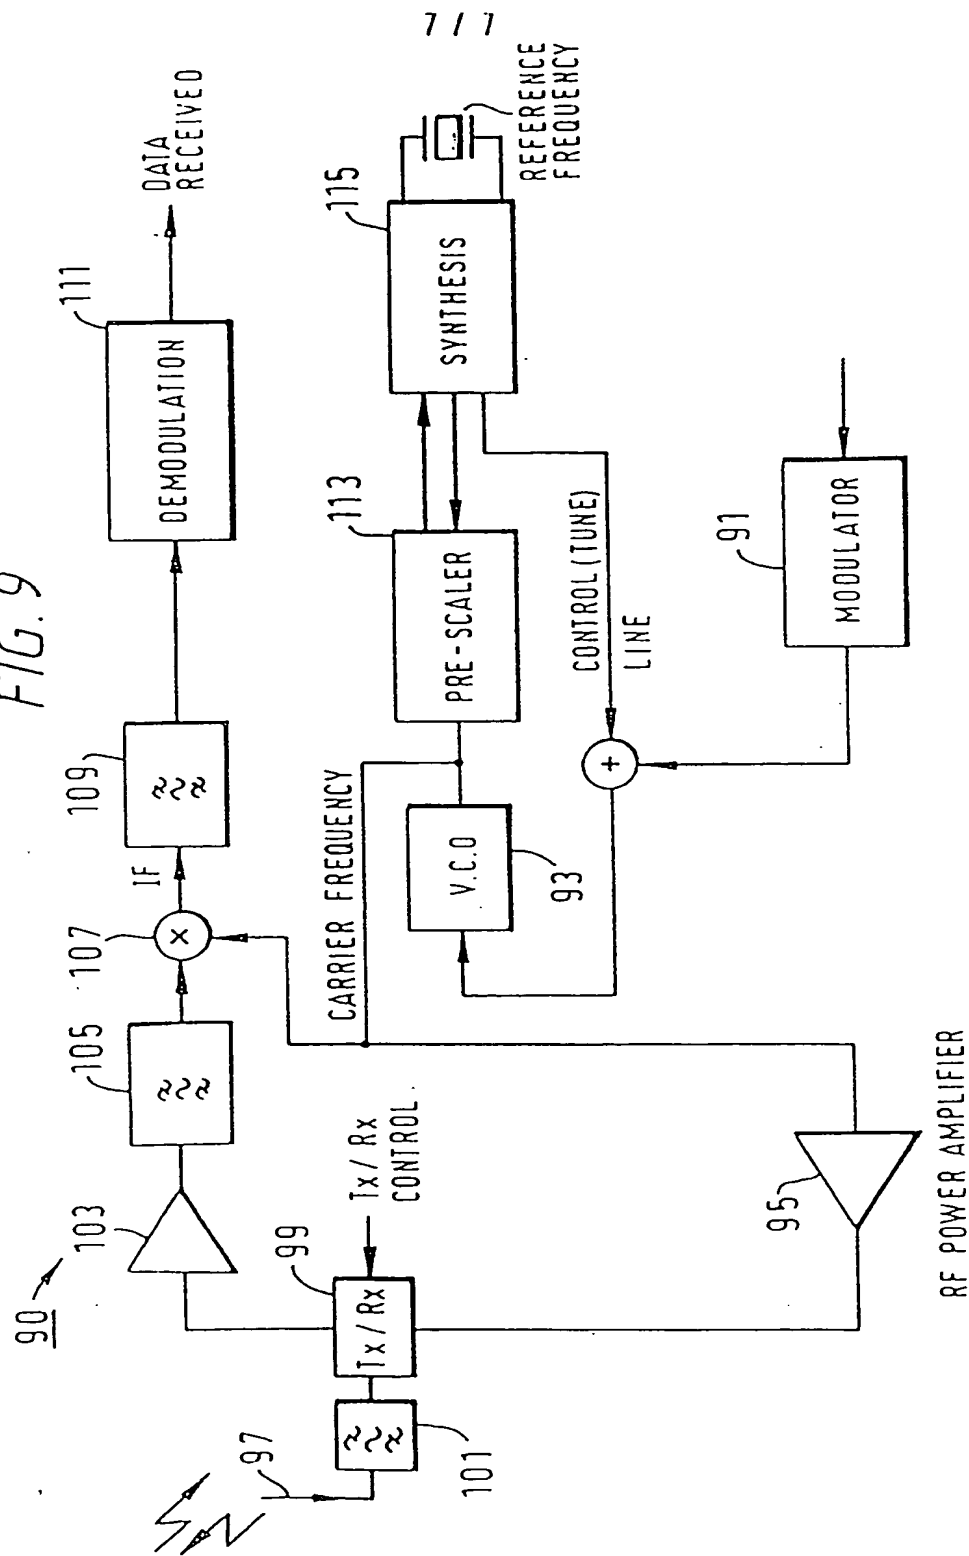 7 / 7
FIG. 9
90
103
105
107
IF
109
111
DEMODULATION
DATA
RECEIVED
97
101
99
Tx / Rx
Tx / Rx
CONTROL
CARRIER FREQUENCY
V.C.O
93
113
PRE-SCALER
115
SYNTHESIS
REFERENCE
FREQUENCY
CONTROL (TUNE)
LINE
+
X
91
MODULATOR
95
RF POWER AMPLIFIER